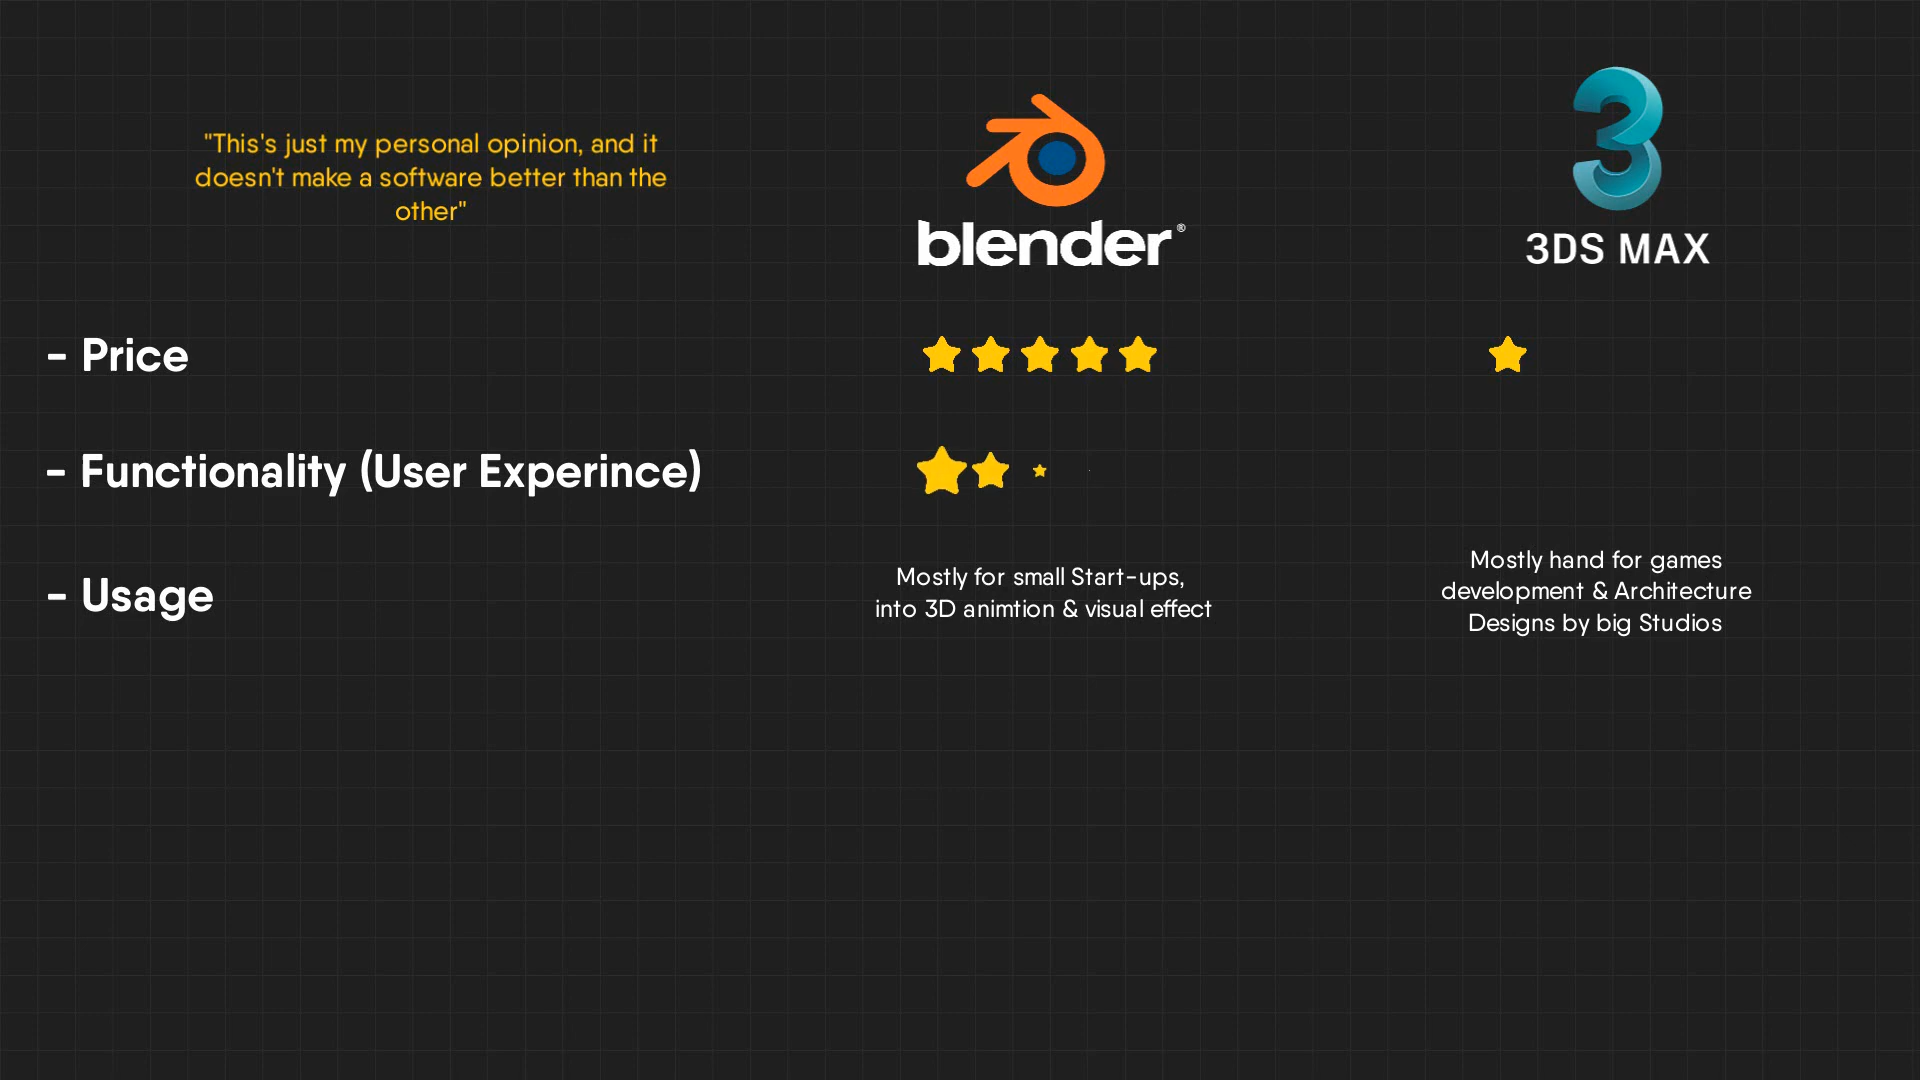 "This's just my personal opinion, and it
doesn't make a software better than the
other"
blender®
3DS MAX
- Price
- Functionality (User Experince)
- Usage
Mostly for small Start-ups,
into 3D animtion & visual effect
Mostly hand for games
development & Architecture
Designs by big Studios